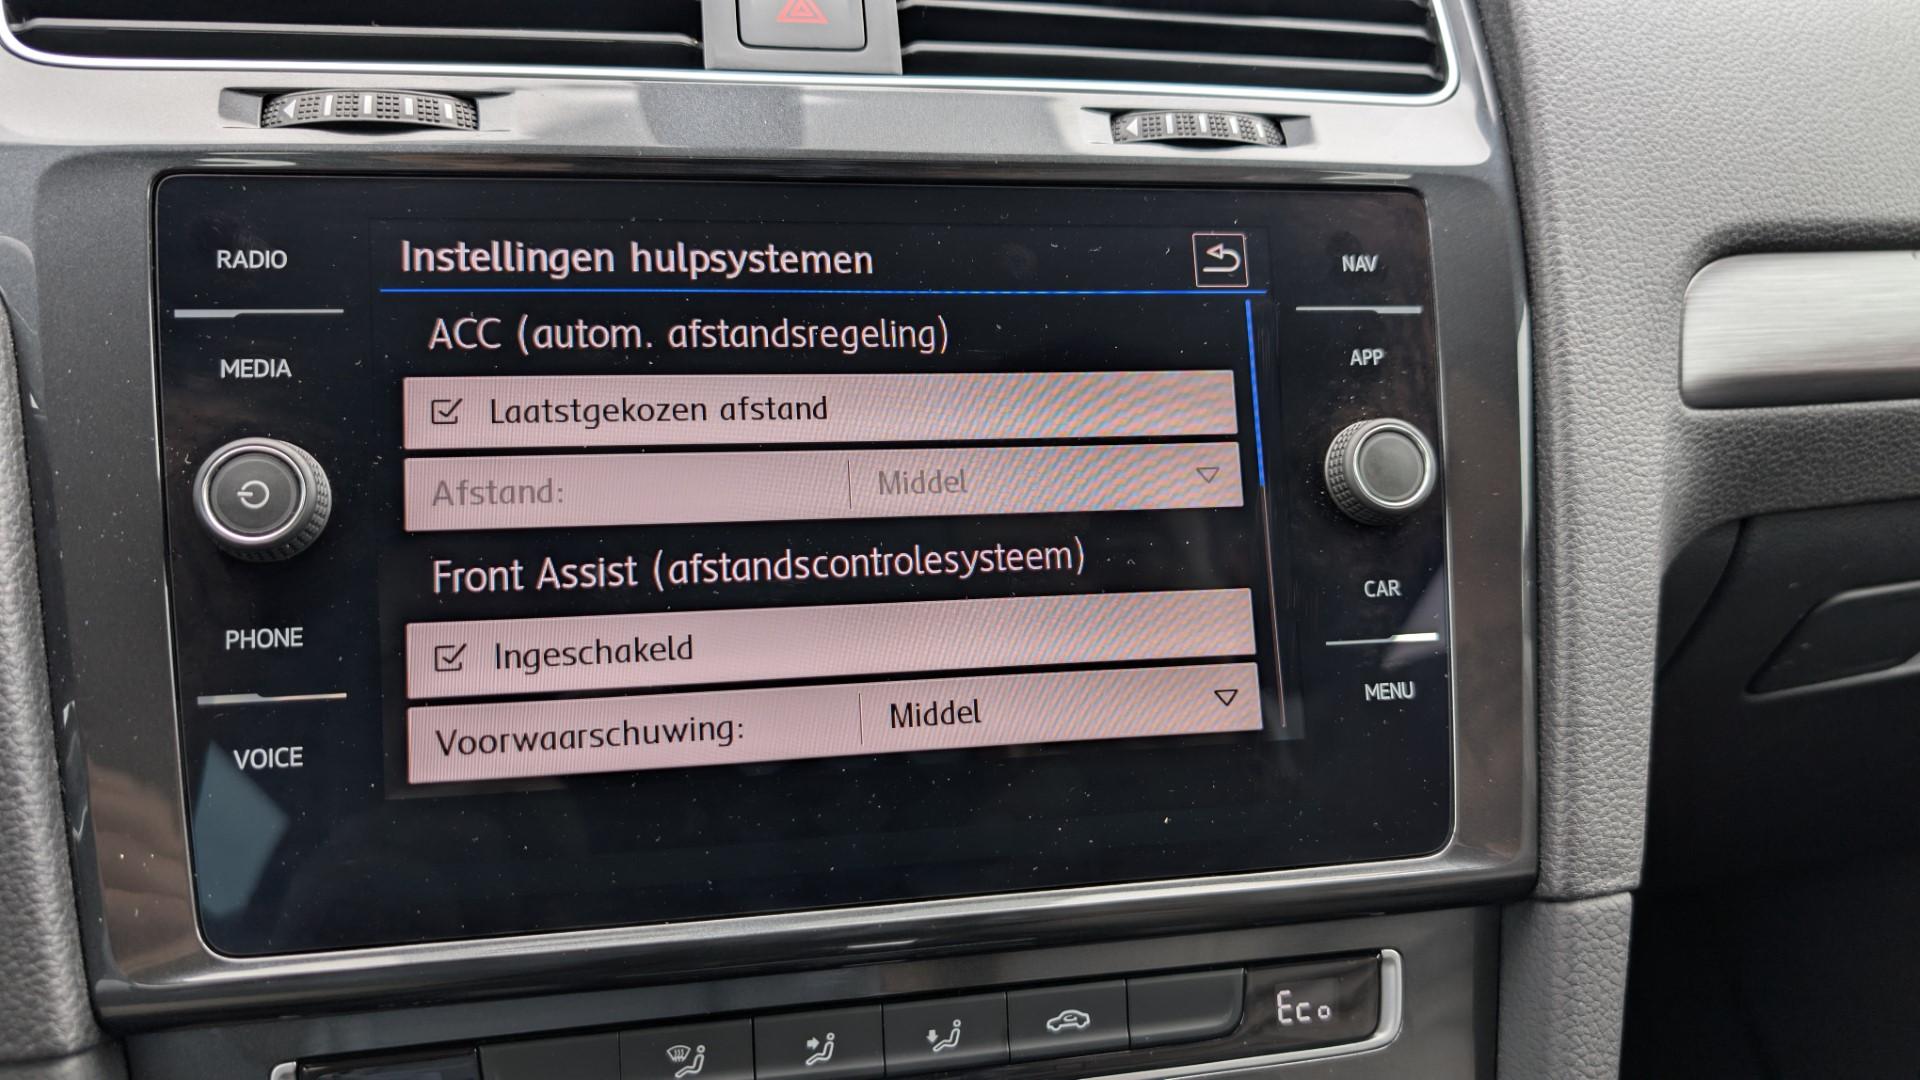 RADIO
MEDIA
PHONE
VOICE
Instellingen hulpsystemen
ACC (autom. afstandsregeling)
Laatstgekozen afstand
Afstand: Middel
Front Assist (afstandscontrolesysteem)
Ingeschakeld
Voorwaarschuwing: Middel
NAV
APP
CAR
MENU
Eco